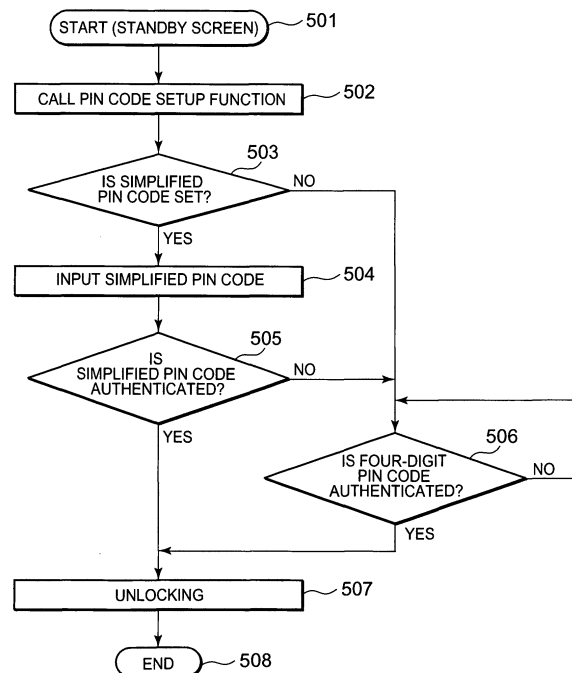 START (STANDBY SCREEN) 501
CALL PIN CODE SETUP FUNCTION 502
503
IS SIMPLIFIED
PIN CODE SET?
NO
YES
INPUT SIMPLIFIED PIN CODE 504
505
IS
SIMPLIFIED PIN CODE
AUTHENTICATED?
NO
YES
506
IS FOUR-DIGIT
PIN CODE
AUTHENTICATED?
NO
YES
UNLOCKING 507
END 508